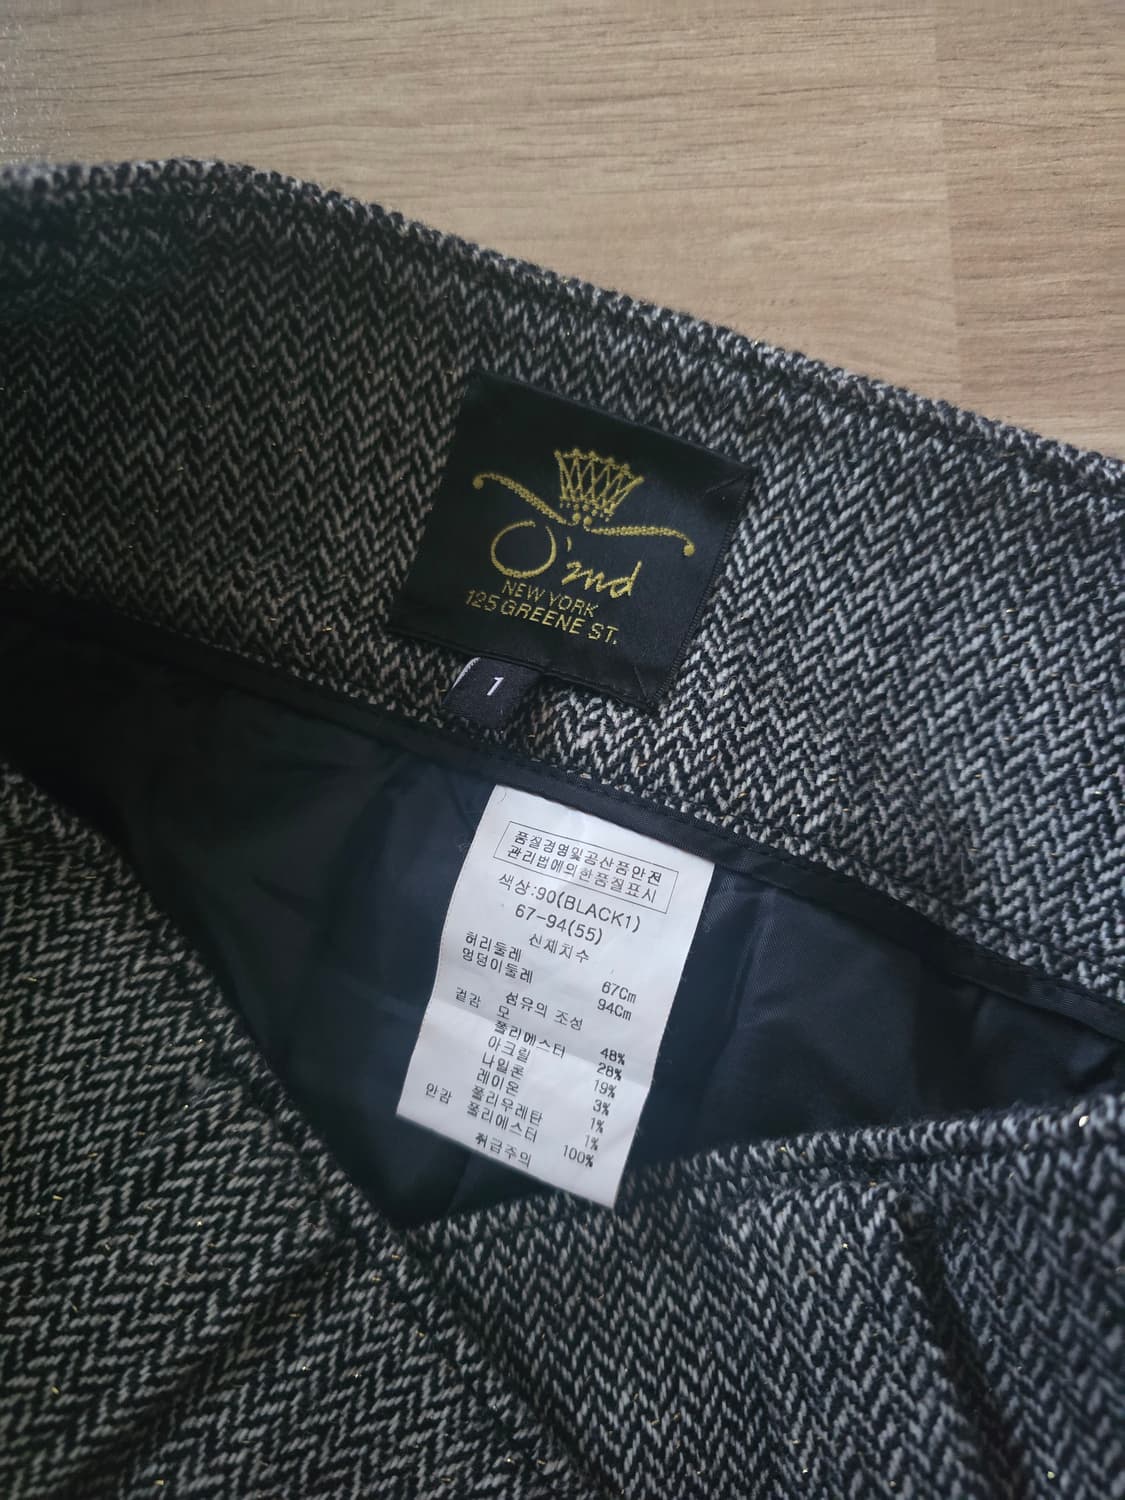 O'2nd
NEW YORK
125 GREENE ST.
1
품질경영및공산품안전
관리법에의한품질표시
색상:90(BLACK1)
67-94(55)
신체치수
허리둘레 67Cm
엉덩이둘레 94Cm
겉감 섬유의 조성
모 48%
폴리에스터 28%
아크릴 19%
나일론 3%
레이온 1%
폴리우레탄 1%
안감 폴리에스터 100%
취급주의